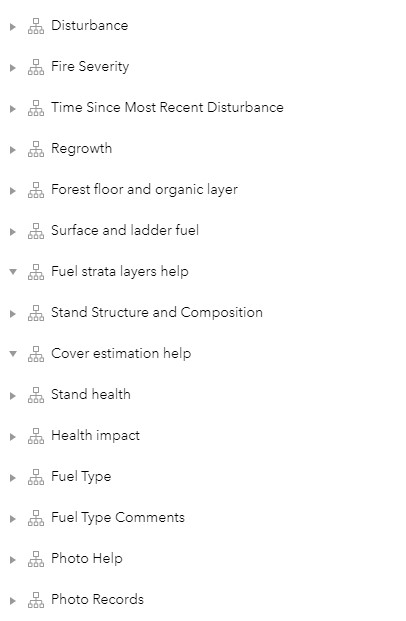 Disturbance
Fire Severity
Time Since Most Recent Disturbance
Regrowth
Forest floor and organic layer
Surface and ladder fuel
Fuel strata layers help
Stand Structure and Composition
Cover estimation help
Stand health
Health impact
Fuel Type
Fuel Type Comments
Photo Help
Photo Records